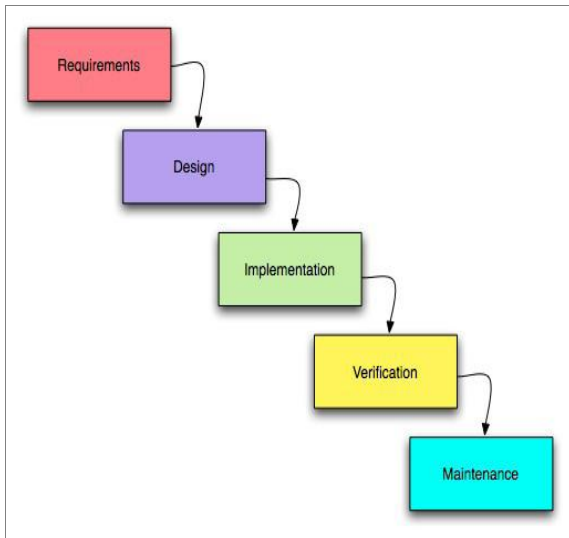 Requirements
Design
Implementation
Verification
Maintenance